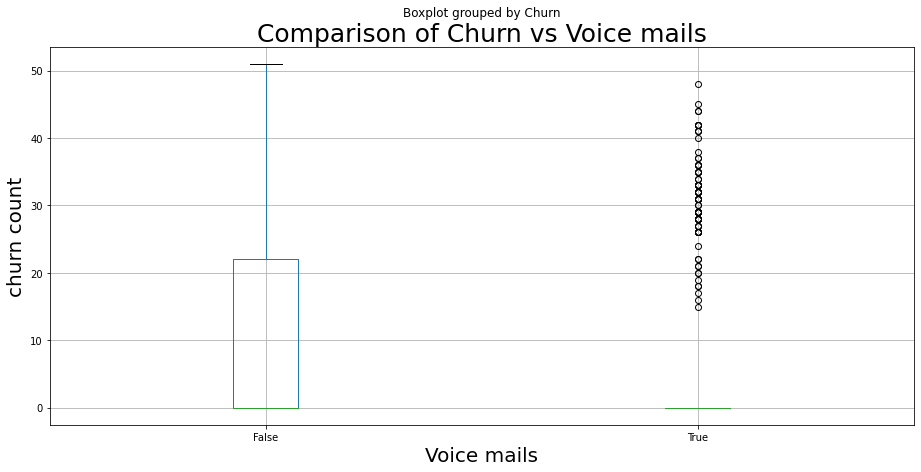 Boxplot grouped by Churn
Comparison of Churn vs Voice mails
churn count
50
40
30
20
10
0
False True
Voice mails